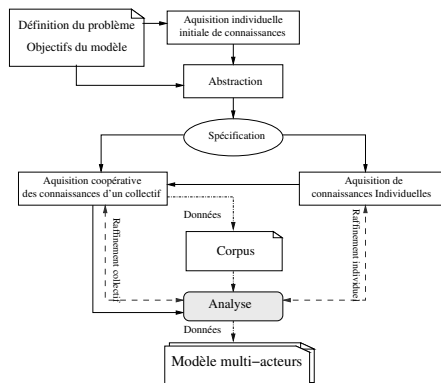 Définition du problème
Objectifs du modèle
Aquisition individuelle
initiale de connaissances
Abstraction
Spécification
Aquisition coopérative
des connaissances d'un collectif
Aquisition de
connaissances Individuelles
Données
Raffinement collectif
Raffinement individuel
Corpus
Analyse
Données
Modèle multi−acteurs